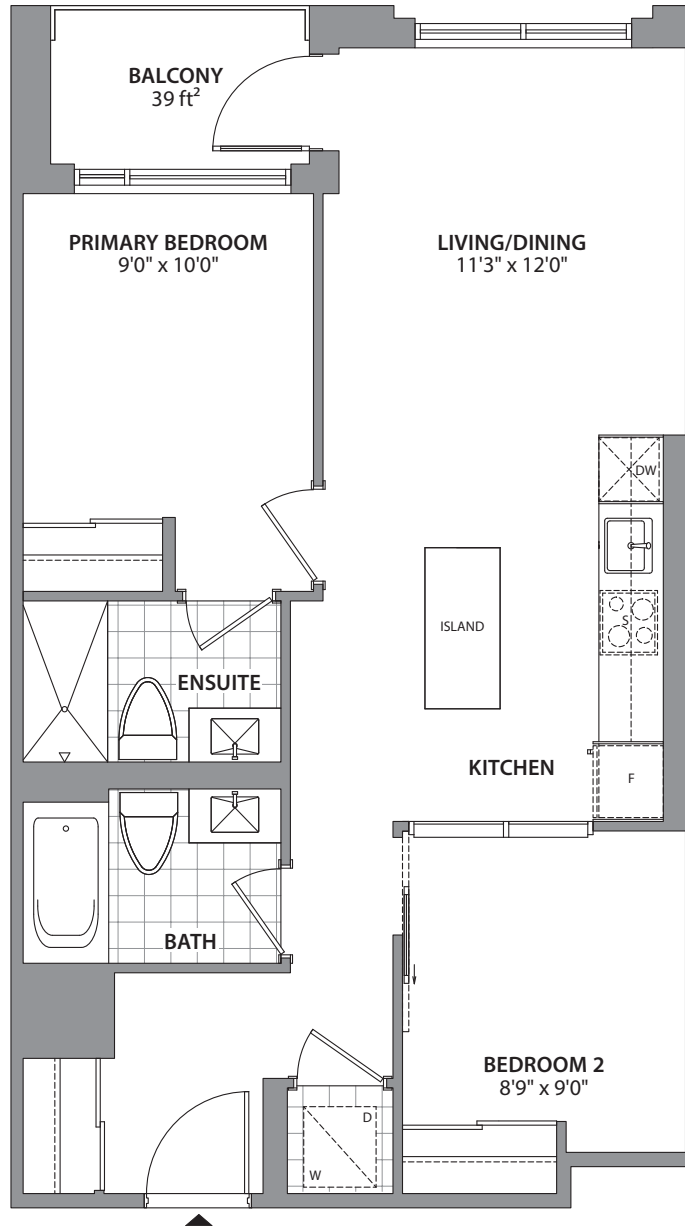 BALCONY
39 ft²
PRIMARY BEDROOM
9'0" x 10'0"
LIVING/DINING
11'3" x 12'0"
DW
S
ISLAND
ENSUITE
KITCHEN
F
BATH
BEDROOM 2
8'9" x 9'0"
D
W